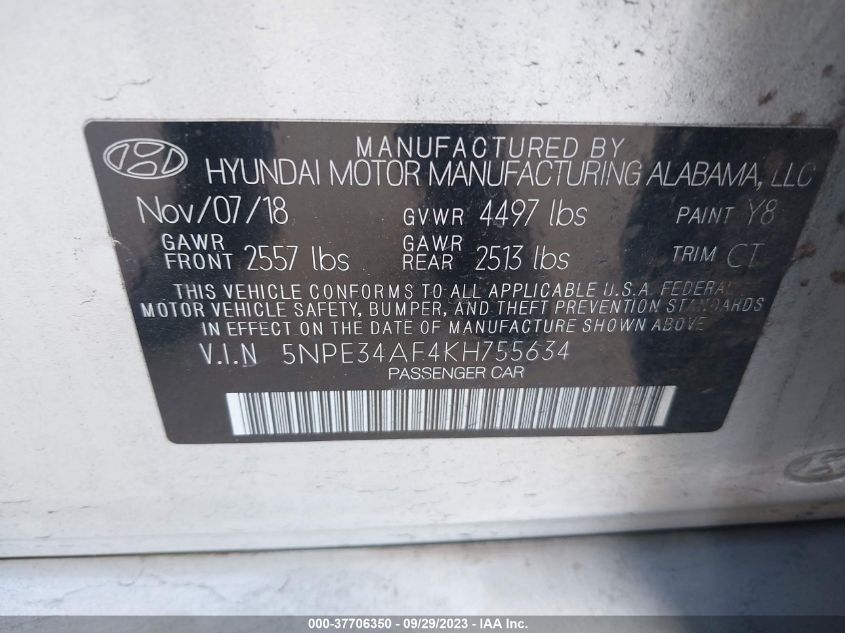 MANUFACTURED BY
HYUNDAI MOTOR MANUFACTURING ALABAMA, LLC
Nov/07/18 GVWR 4497 lbs PAINT Y8
GAWR FRONT 2557 lbs GAWR REAR 2513 lbs TRIM CT
THIS VEHICLE CONFORMS TO ALL APPLICABLE U.S.A. FEDERAL
MOTOR VEHICLE SAFETY, BUMPER, AND THEFT PREVENTION STANDARDS
IN EFFECT ON THE DATE OF MANUFACTURE SHOWN ABOVE
V.I.N 5NPE34AF4KH755634
PASSENGER CAR
000-37706350 - 09/29/2023 - © IAA, Inc.